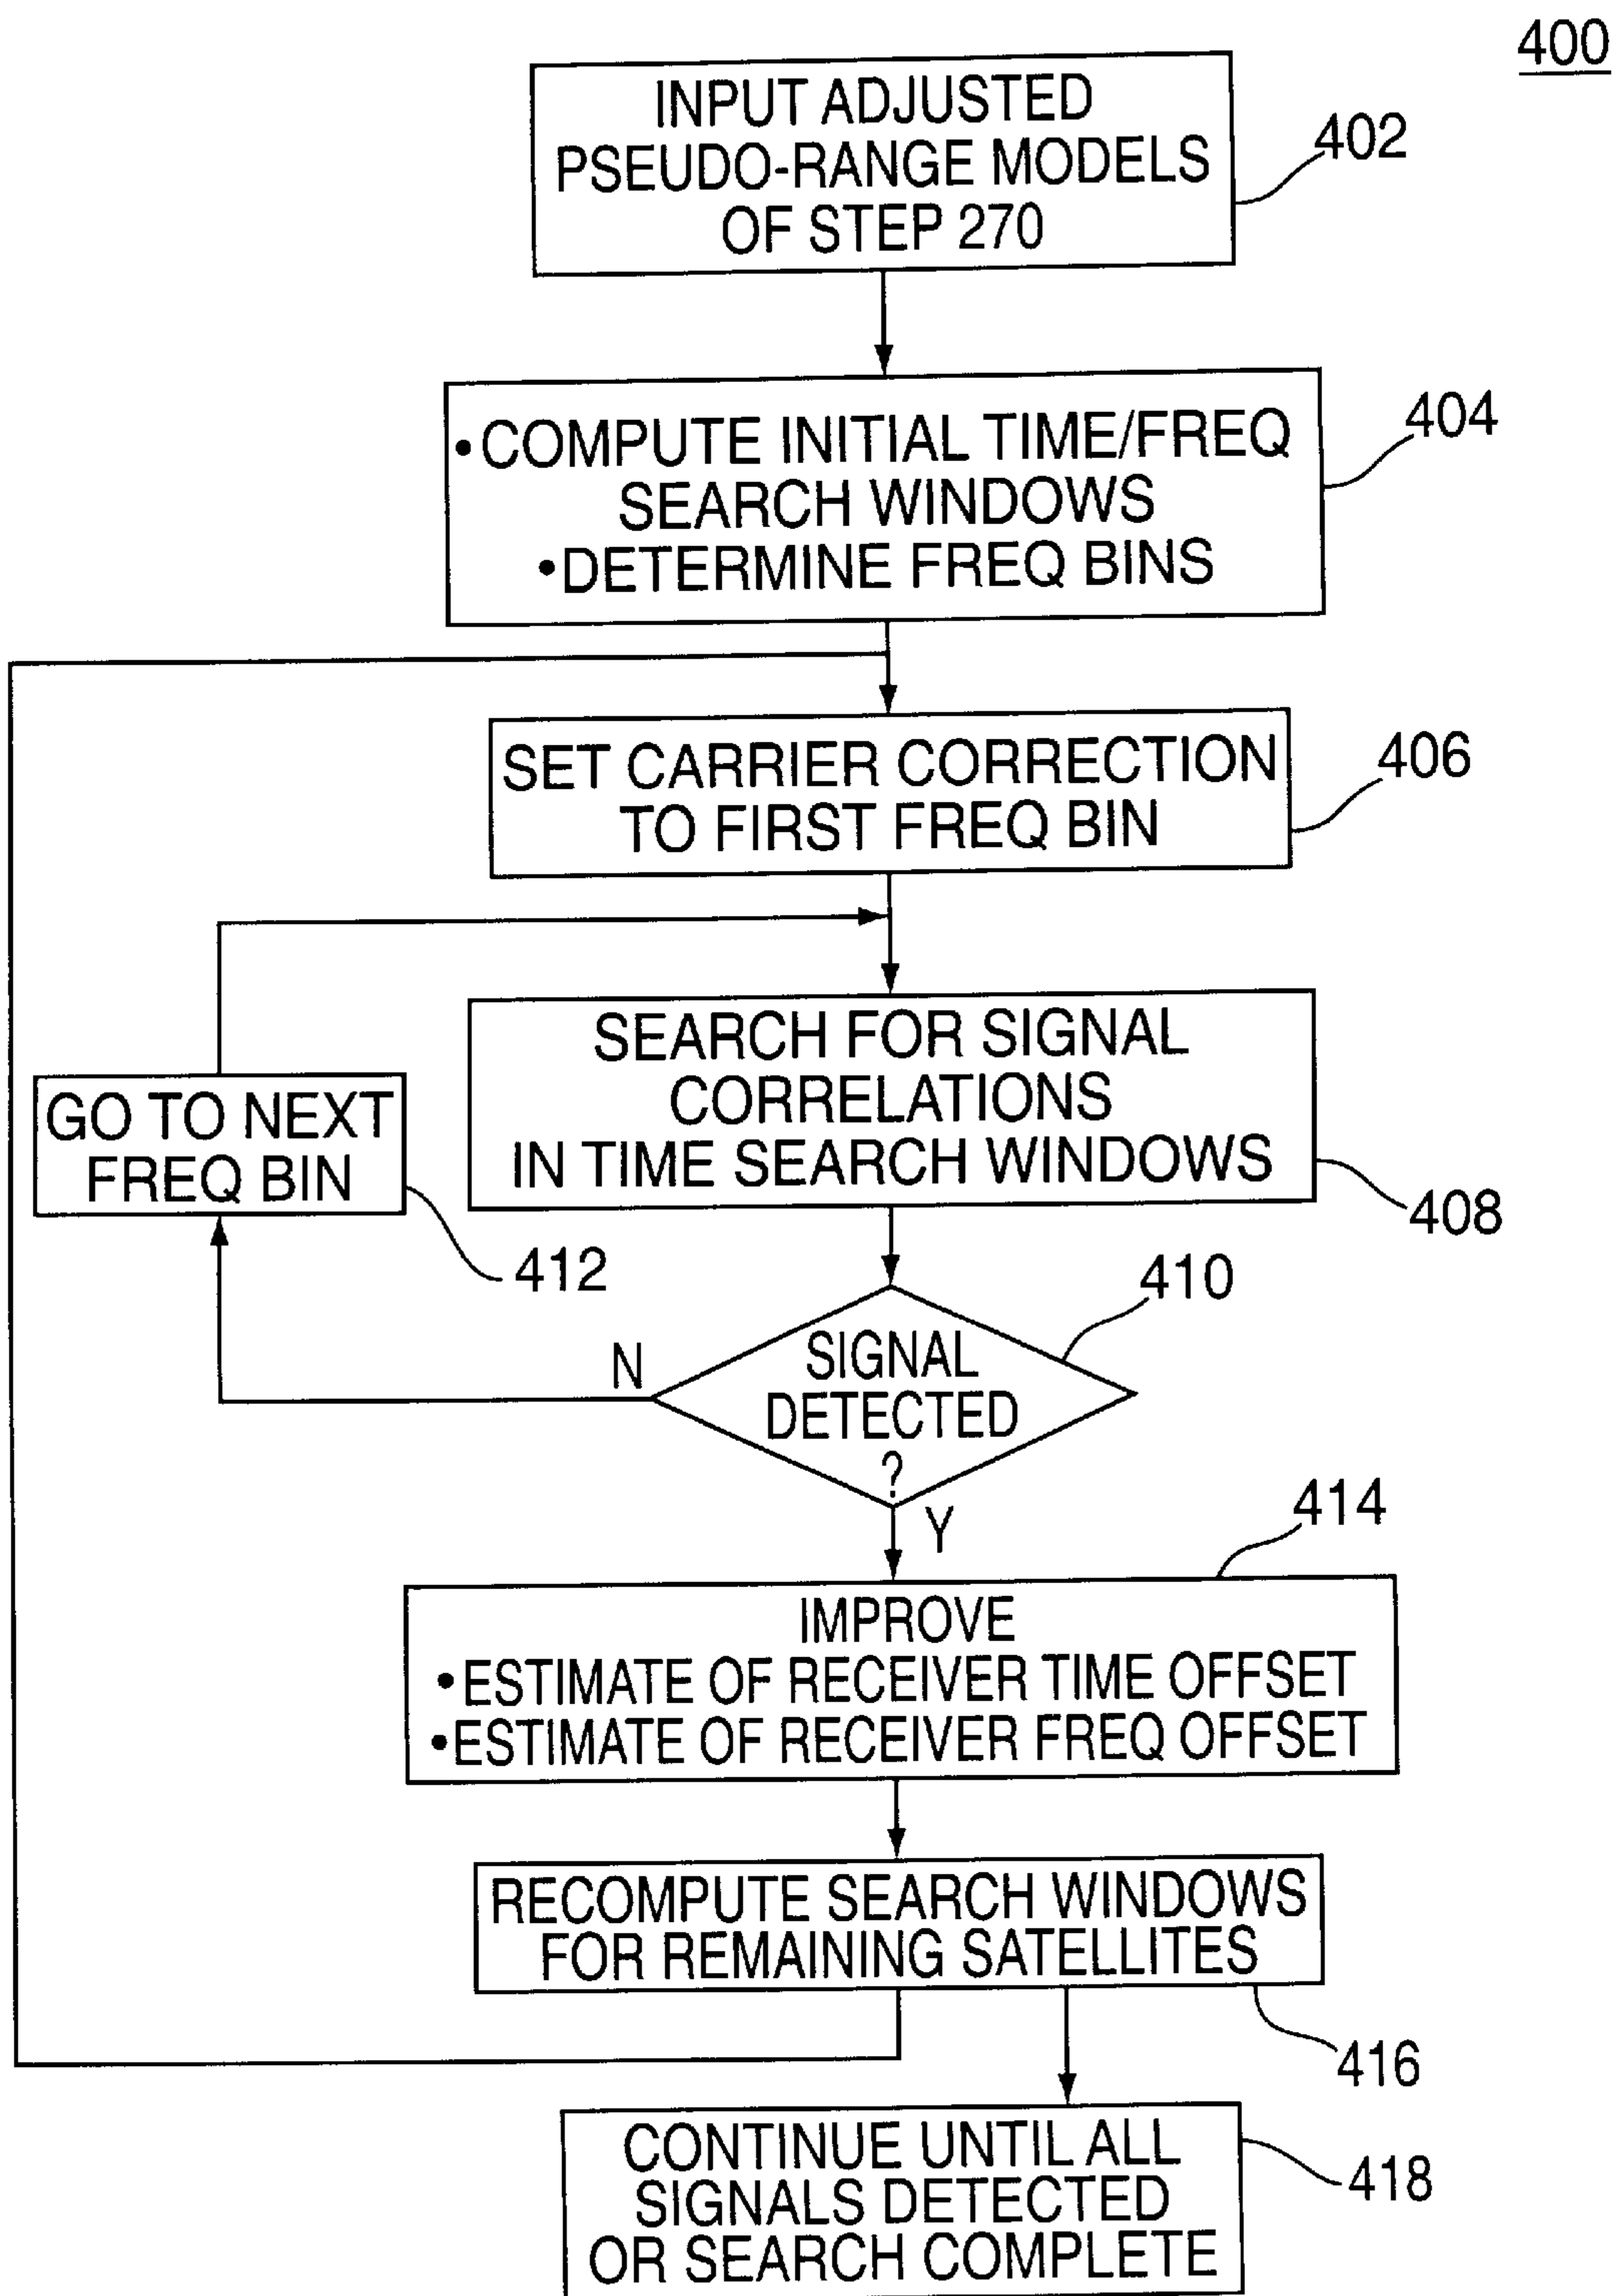 400
INPUT ADJUSTED
PSEUDO-RANGE MODELS
OF STEP 270
402
•COMPUTE INITIAL TIME/FREQ
SEARCH WINDOWS
•DETERMINE FREQ BINS
404
SET CARRIER CORRECTION
TO FIRST FREQ BIN
406
SEARCH FOR SIGNAL
CORRELATIONS
IN TIME SEARCH WINDOWS
408
GO TO NEXT
FREQ BIN
412
410
SIGNAL
DETECTED
?
N
Y
414
IMPROVE
•ESTIMATE OF RECEIVER TIME OFFSET
•ESTIMATE OF RECEIVER FREQ OFFSET
RECOMPUTE SEARCH WINDOWS
FOR REMAINING SATELLITES
416
CONTINUE UNTIL ALL
SIGNALS DETECTED
OR SEARCH COMPLETE
418